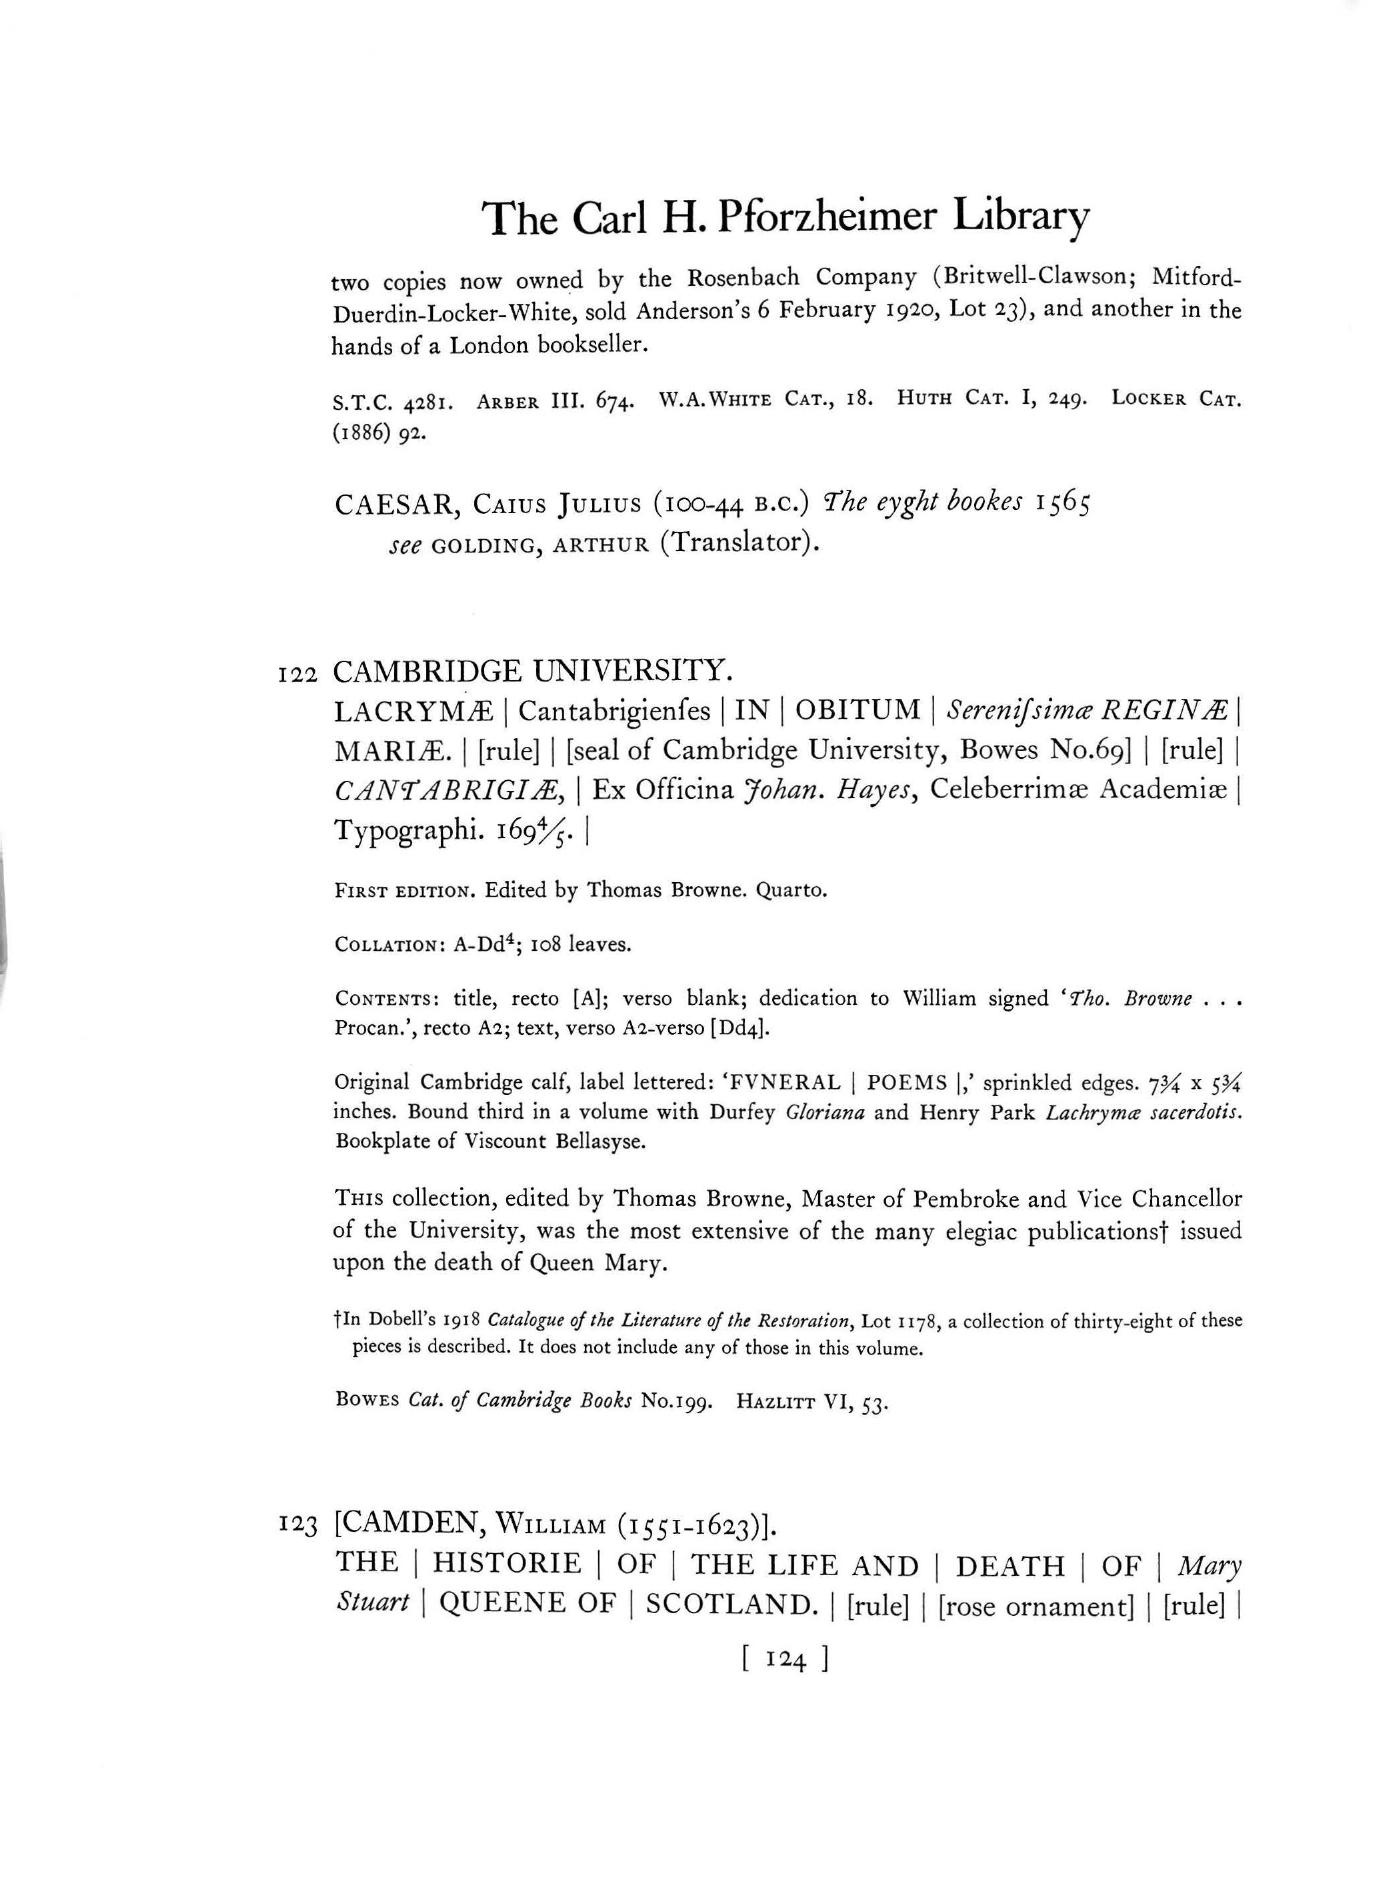 The Carl H. Pforzheimer Library
two copies now owned by the Rosenbach Company (Britwell-Clawson; Mitford-
Duerdin-Locker-White, sold Anderson's 6 February 1920, Lot 23), and another in the
hands of a London bookseller.
S.T.C. 4281. ARBER III. 674. W.A.WHITE CAT., 18. HUTH CAT. I, 249. LOCKER CAT.
(1886) 92.
CAESAR, CAIUS JULIUS (100-44 B.C.) The eyght bookes 1565
see GOLDING, ARTHUR (Translator).
122 CAMBRIDGE UNIVERSITY.
LACRYMÆ | Cantabrigienſes | IN | OBITUM | Sereniſsimæ REGINÆ |
MARIÆ. | [rule] | [seal of Cambridge University, Bowes No.69] | [rule] |
CANTABRIGIÆ, | Ex Officina Johan. Hayes, Celeberrimæ Academiæ |
Typographi. 169⁴⁄₅. |
FIRST EDITION. Edited by Thomas Browne. Quarto.
COLLATION: A-Dd⁴; 108 leaves.
CONTENTS: title, recto [A]; verso blank; dedication to William signed ‘Tho. Browne . . .
Procan.’, recto A2; text, verso A2-verso [Dd4].
Original Cambridge calf, label lettered: ‘FVNERAL | POEMS |,’ sprinkled edges. 7¾ x 5¾
inches. Bound third in a volume with Durfey Gloriana and Henry Park Lachrymæ sacerdotis.
Bookplate of Viscount Bellasyse.
THIS collection, edited by Thomas Browne, Master of Pembroke and Vice Chancellor
of the University, was the most extensive of the many elegiac publications† issued
upon the death of Queen Mary.
†In Dobell's 1918 Catalogue of the Literature of the Restoration, Lot 1178, a collection of thirty-eight of these
pieces is described. It does not include any of those in this volume.
BOWES Cat. of Cambridge Books No.199. HAZLITT VI, 53.
123 [CAMDEN, WILLIAM (1551-1623)].
THE | HISTORIE | OF | THE LIFE AND | DEATH | OF | Mary
Stuart | QUEENE OF | SCOTLAND. | [rule] | [rose ornament] | [rule] |
[ 124 ]